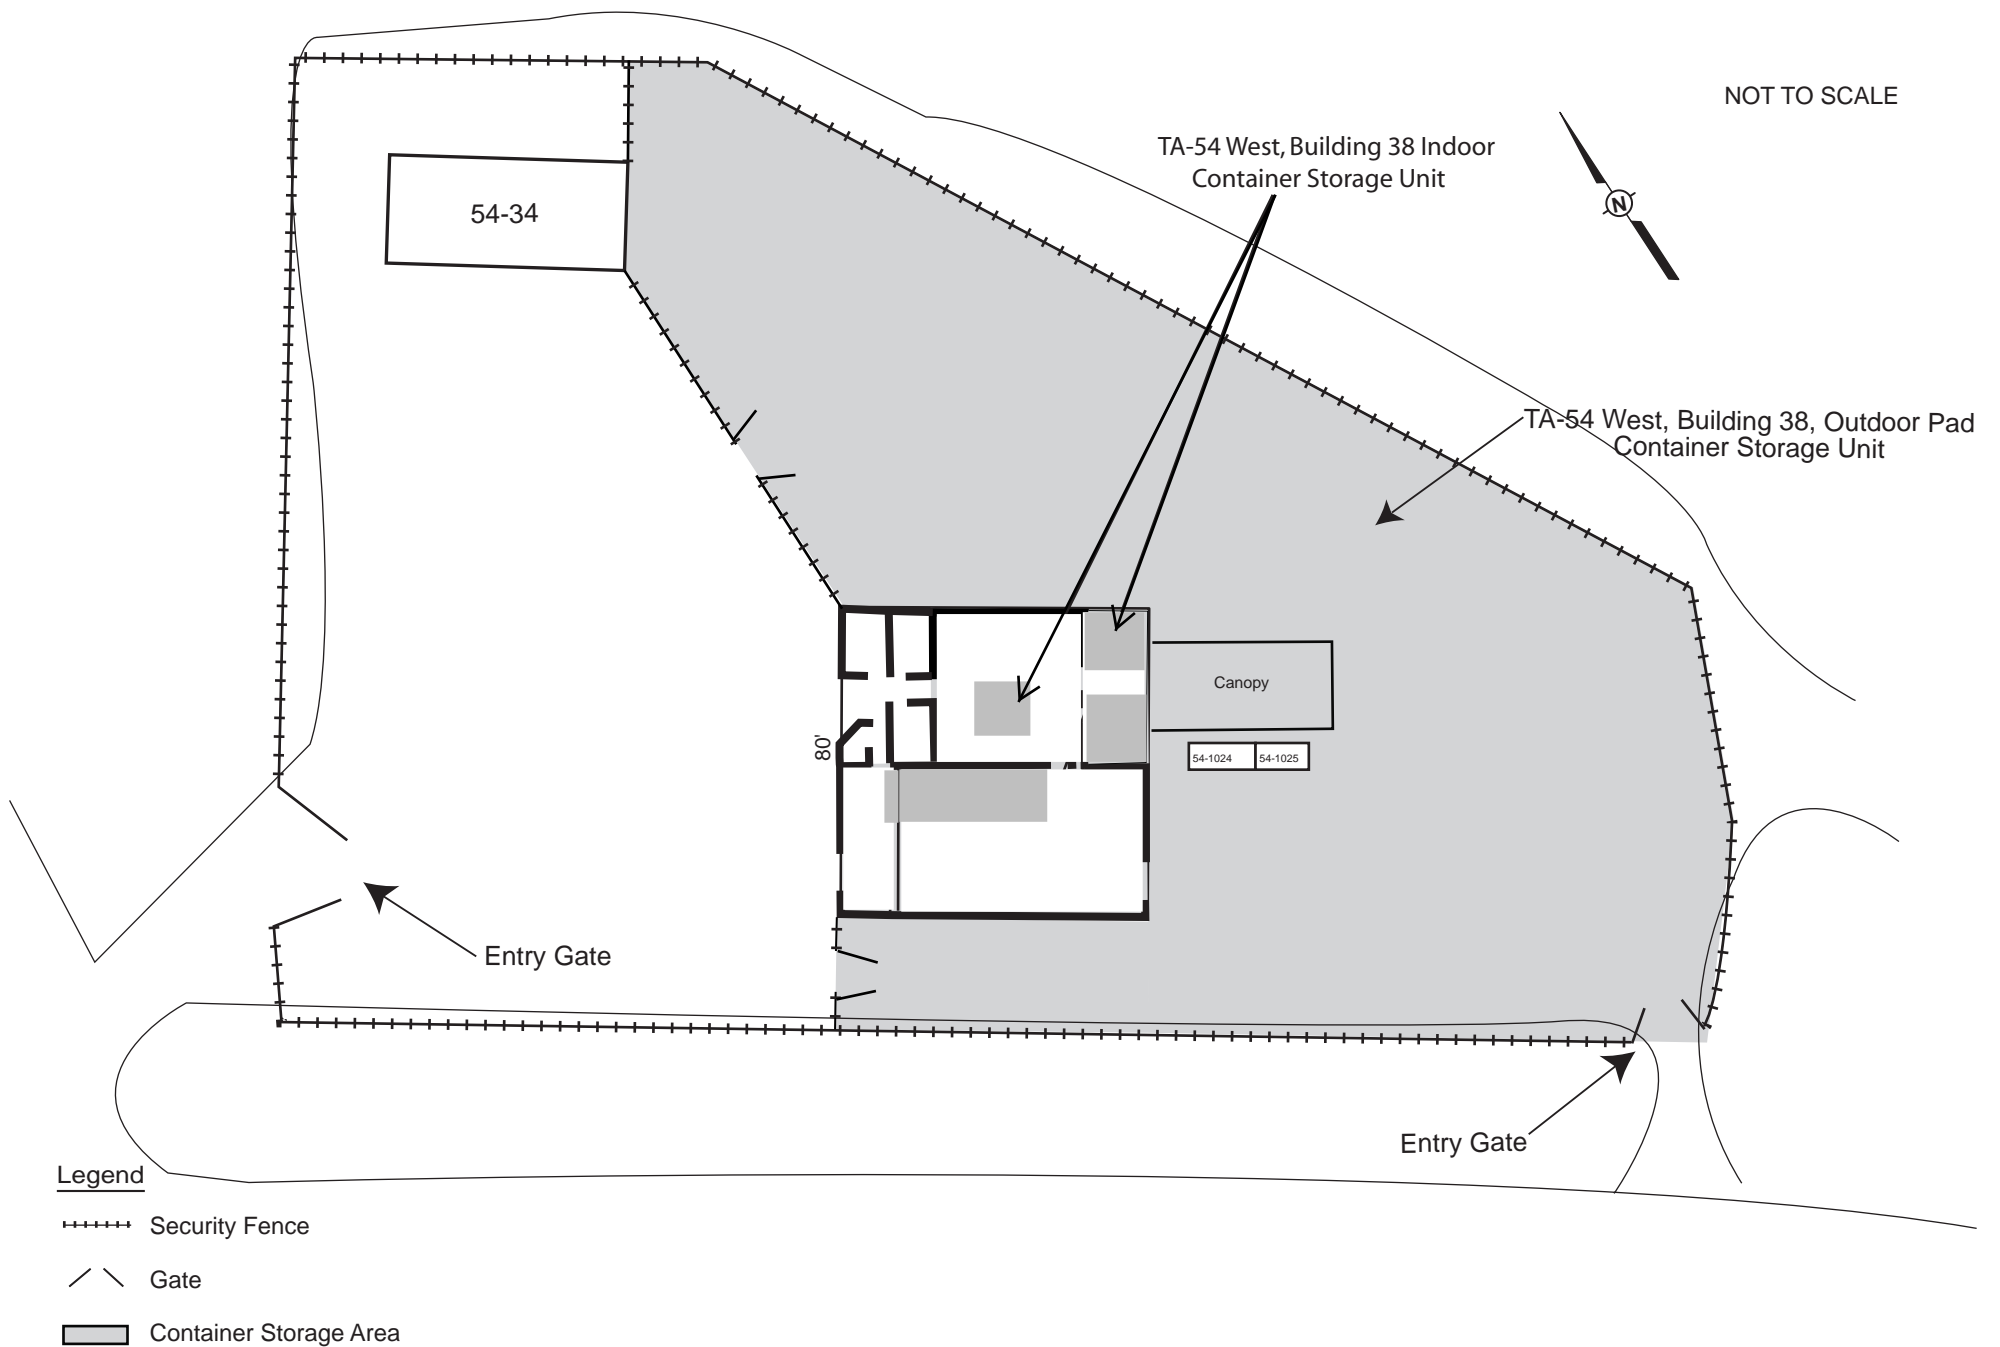 NOT TO SCALE
TA-54 West, Building 38 Indoor
Container Storage Unit
N
54-34
TA-54 West, Building 38, Outdoor Pad
Container Storage Unit
Canopy
80'
54-1024
54-1025
Entry Gate
Entry Gate
Legend
Security Fence
Gate
Container Storage Area